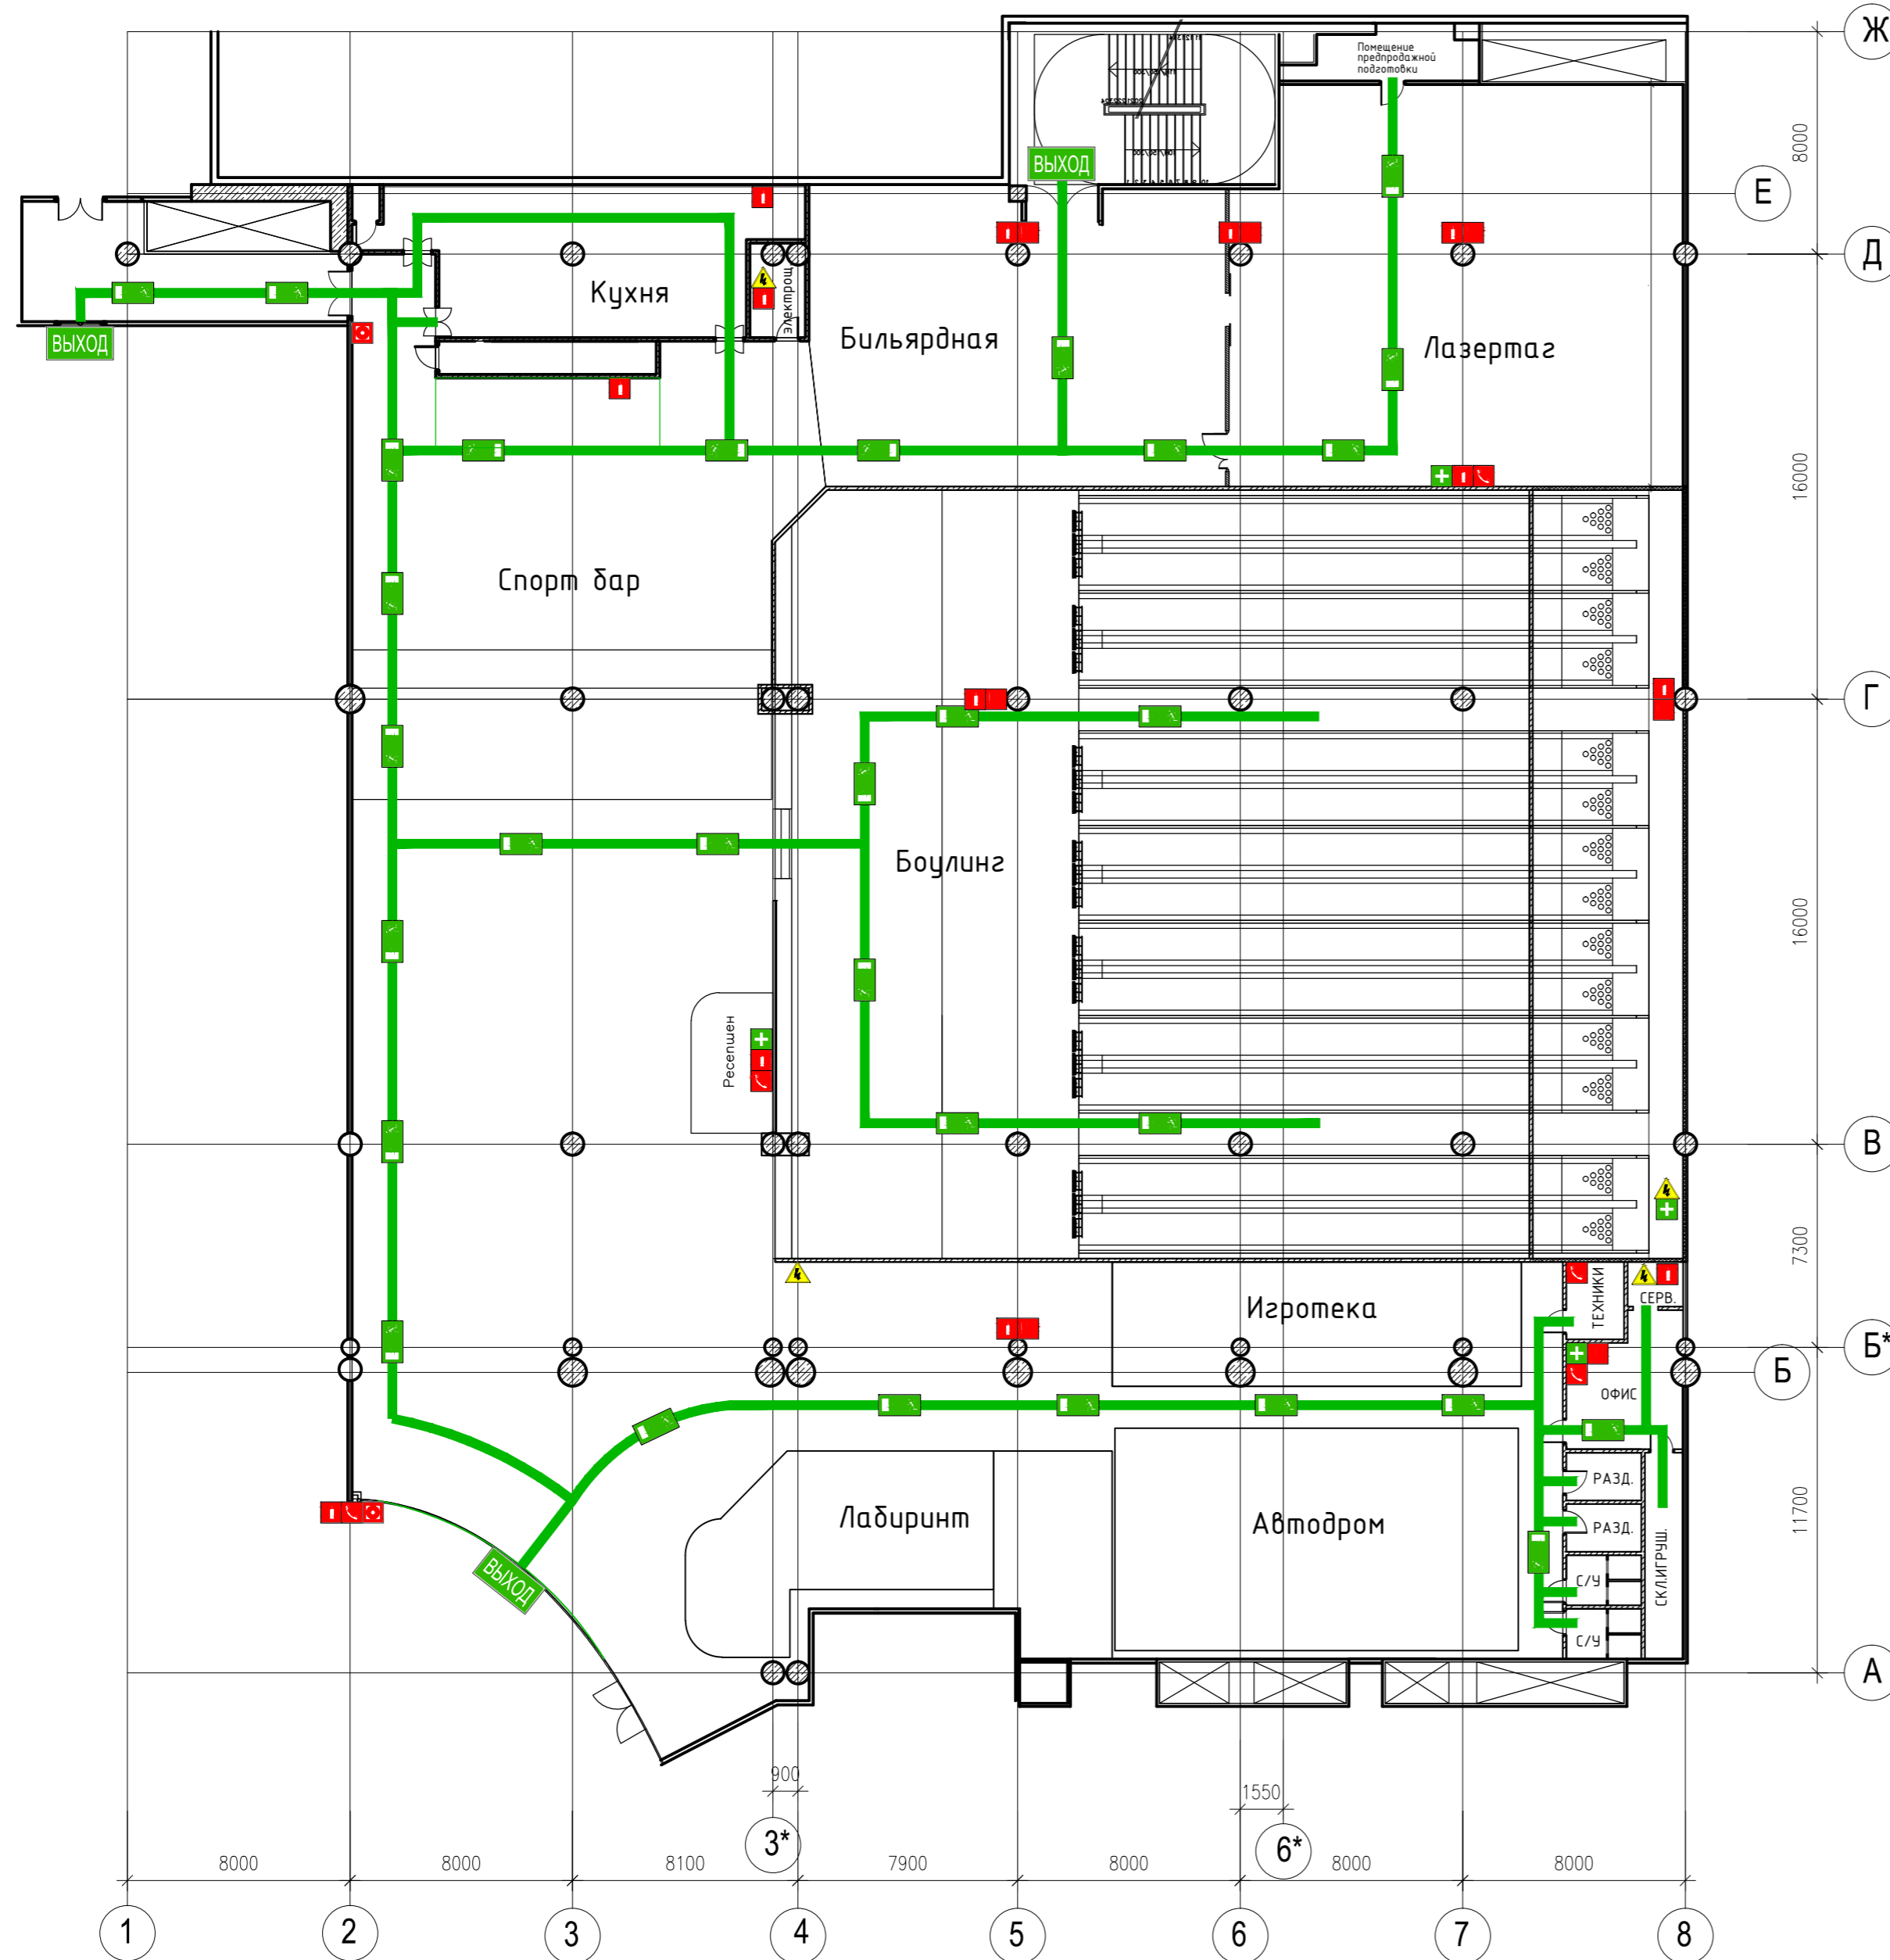 Ж
Помещение
предпродажной
подготовки
8000
ВЫХОД
Е
Д
Кухня
электрощ
Бильярдная
Лазертаг
ВЫХОД
16000
Спорт бар
Г
Боулинг
16000
Ресепшен
В
7300
Игротека
ТЕХНИКИ
СЕРВ.
Б*
Б
ОФИС
РАЗД.
РАЗД.
11700
Лабиринт
Автодром
СКЛ.ИГРУШ.
ВЫХОД
С/У
С/У
А
900
1550
3*
6*
8000
8000
8100
7900
8000
8000
8000
1
2
3
4
5
6
7
8